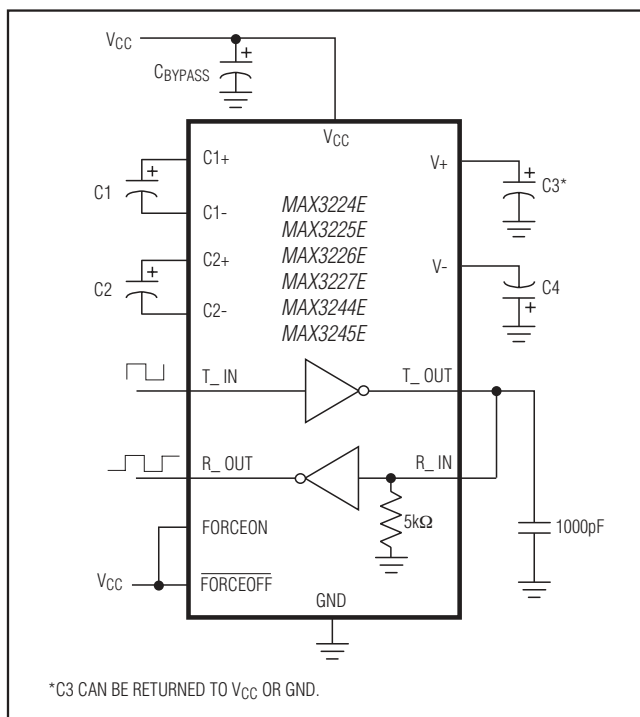 VCC
CBYPASS
+
VCC
C1+
C1
+
C1-
C2+
C2
+
C2-
MAX3224E
MAX3225E
MAX3226E
MAX3227E
MAX3244E
MAX3245E
V+
+
C3*
V-
C4
+
T_ IN
T_ OUT
R_ OUT
R_ IN
5kΩ
1000pF
FORCEON
VCC
FORCEOFF
GND
*C3 CAN BE RETURNED TO VCC OR GND.